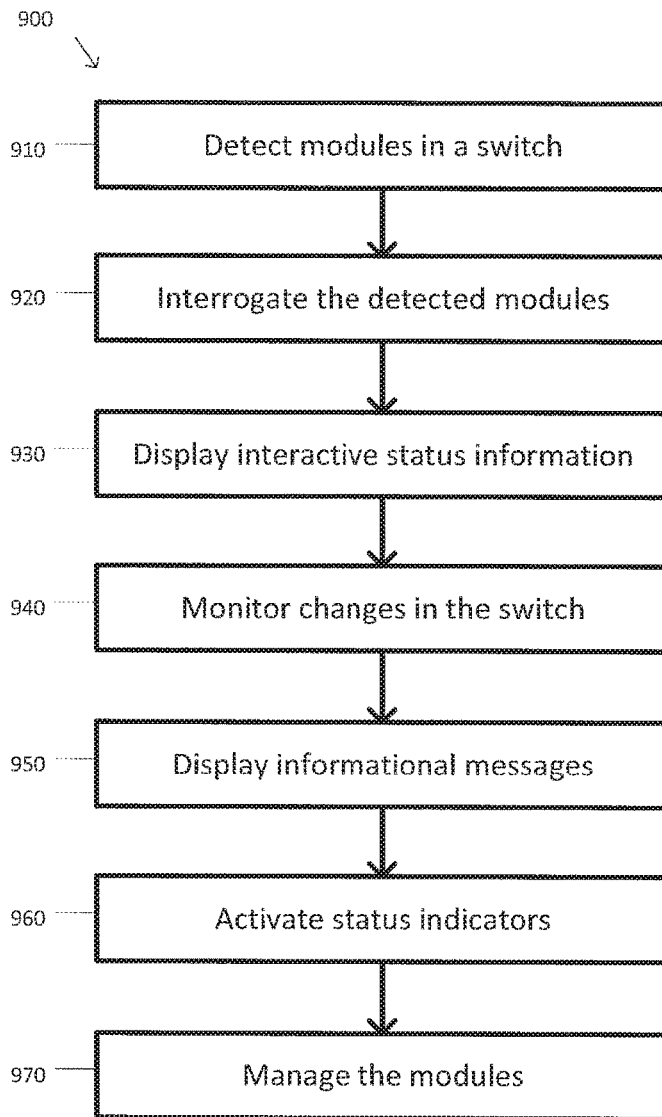 900
910 Detect modules in a switch
920 Interrogate the detected modules
930 Display interactive status information
940 Monitor changes in the switch
950 Display informational messages
960 Activate status indicators
970 Manage the modules